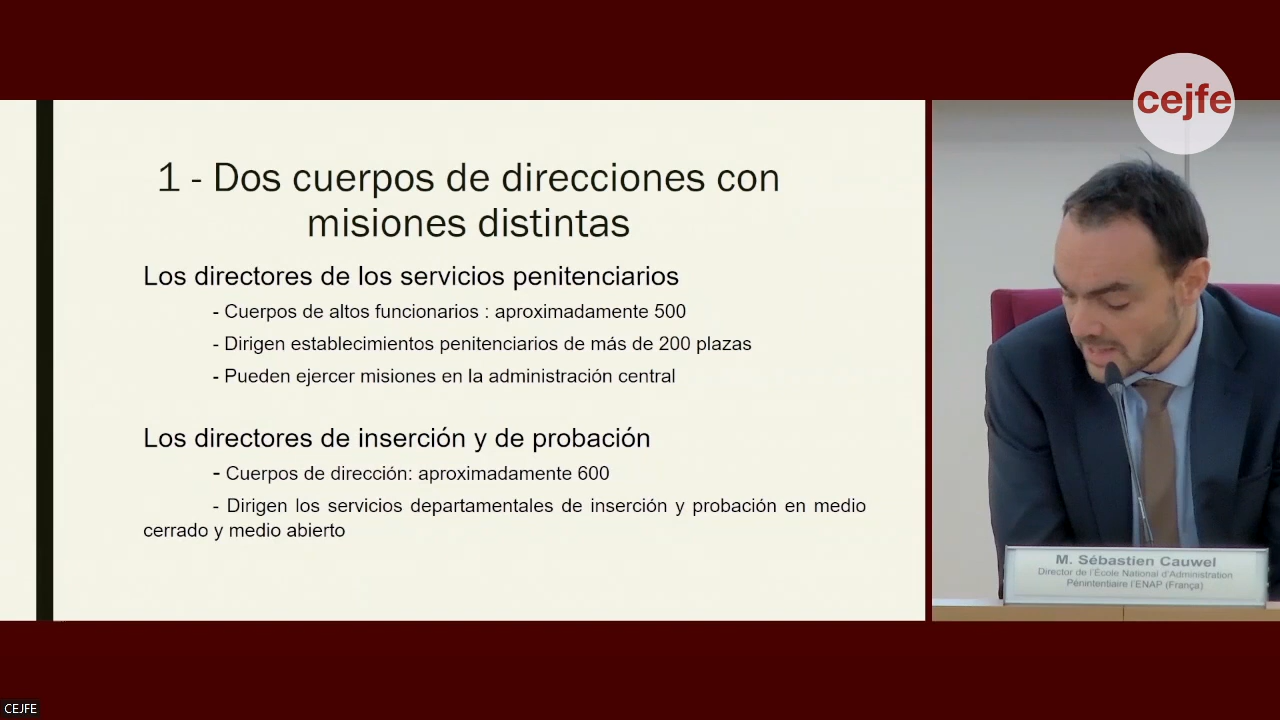 cejfe
1 - Dos cuerpos de direcciones con
misiones distintas
Los directores de los servicios penitenciarios
- Cuerpos de altos funcionarios : aproximadamente 500
- Dirigen establecimientos penitenciarios de más de 200 plazas
- Pueden ejercer misiones en la administración central
Los directores de inserción y de probación
- Cuerpos de dirección: aproximadamente 600
- Dirigen los servicios departamentales de inserción y probación en medio
cerrado y medio abierto
M. Sébastien Cauwel
Director de l'École National d'Administration
Pénintentiaire l'ENAP (França)
CEJFE